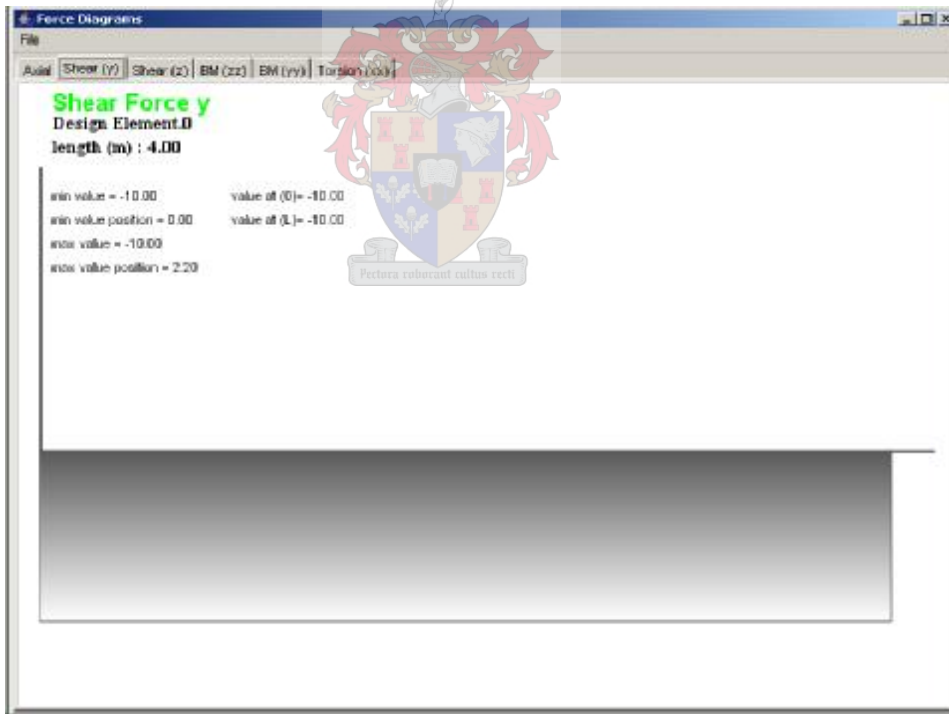 Force Diagrams
File
Axial Shear (y) Shear (z) BM (zz) BM (yy) Torsion (xx)
Shear Force y
Design Element.0
length (m) : 4.00
min value = -10.00 value at (0)= -10.00
min value position = 0.00 value at (L)= -10.00
max value = -10.00
max value position = 2.20
Pectora roborant cultus recti